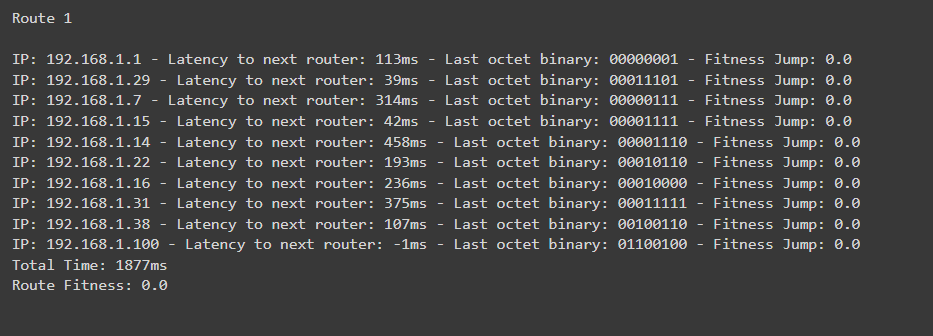 Route 1
IP: 192.168.1.1 - Latency to next router: 113ms - Last octet binary: 00000001 - Fitness Jump: 0.0
IP: 192.168.1.29 - Latency to next router: 39ms - Last octet binary: 00011101 - Fitness Jump: 0.0
IP: 192.168.1.7 - Latency to next router: 314ms - Last octet binary: 00000111 - Fitness Jump: 0.0
IP: 192.168.1.15 - Latency to next router: 42ms - Last octet binary: 00001111 - Fitness Jump: 0.0
IP: 192.168.1.14 - Latency to next router: 458ms - Last octet binary: 00001110 - Fitness Jump: 0.0
IP: 192.168.1.22 - Latency to next router: 193ms - Last octet binary: 00010110 - Fitness Jump: 0.0
IP: 192.168.1.16 - Latency to next router: 236ms - Last octet binary: 00010000 - Fitness Jump: 0.0
IP: 192.168.1.31 - Latency to next router: 375ms - Last octet binary: 00011111 - Fitness Jump: 0.0
IP: 192.168.1.38 - Latency to next router: 107ms - Last octet binary: 00100110 - Fitness Jump: 0.0
IP: 192.168.1.100 - Latency to next router: -1ms - Last octet binary: 01100100 - Fitness Jump: 0.0
Total Time: 1877ms
Route Fitness: 0.0